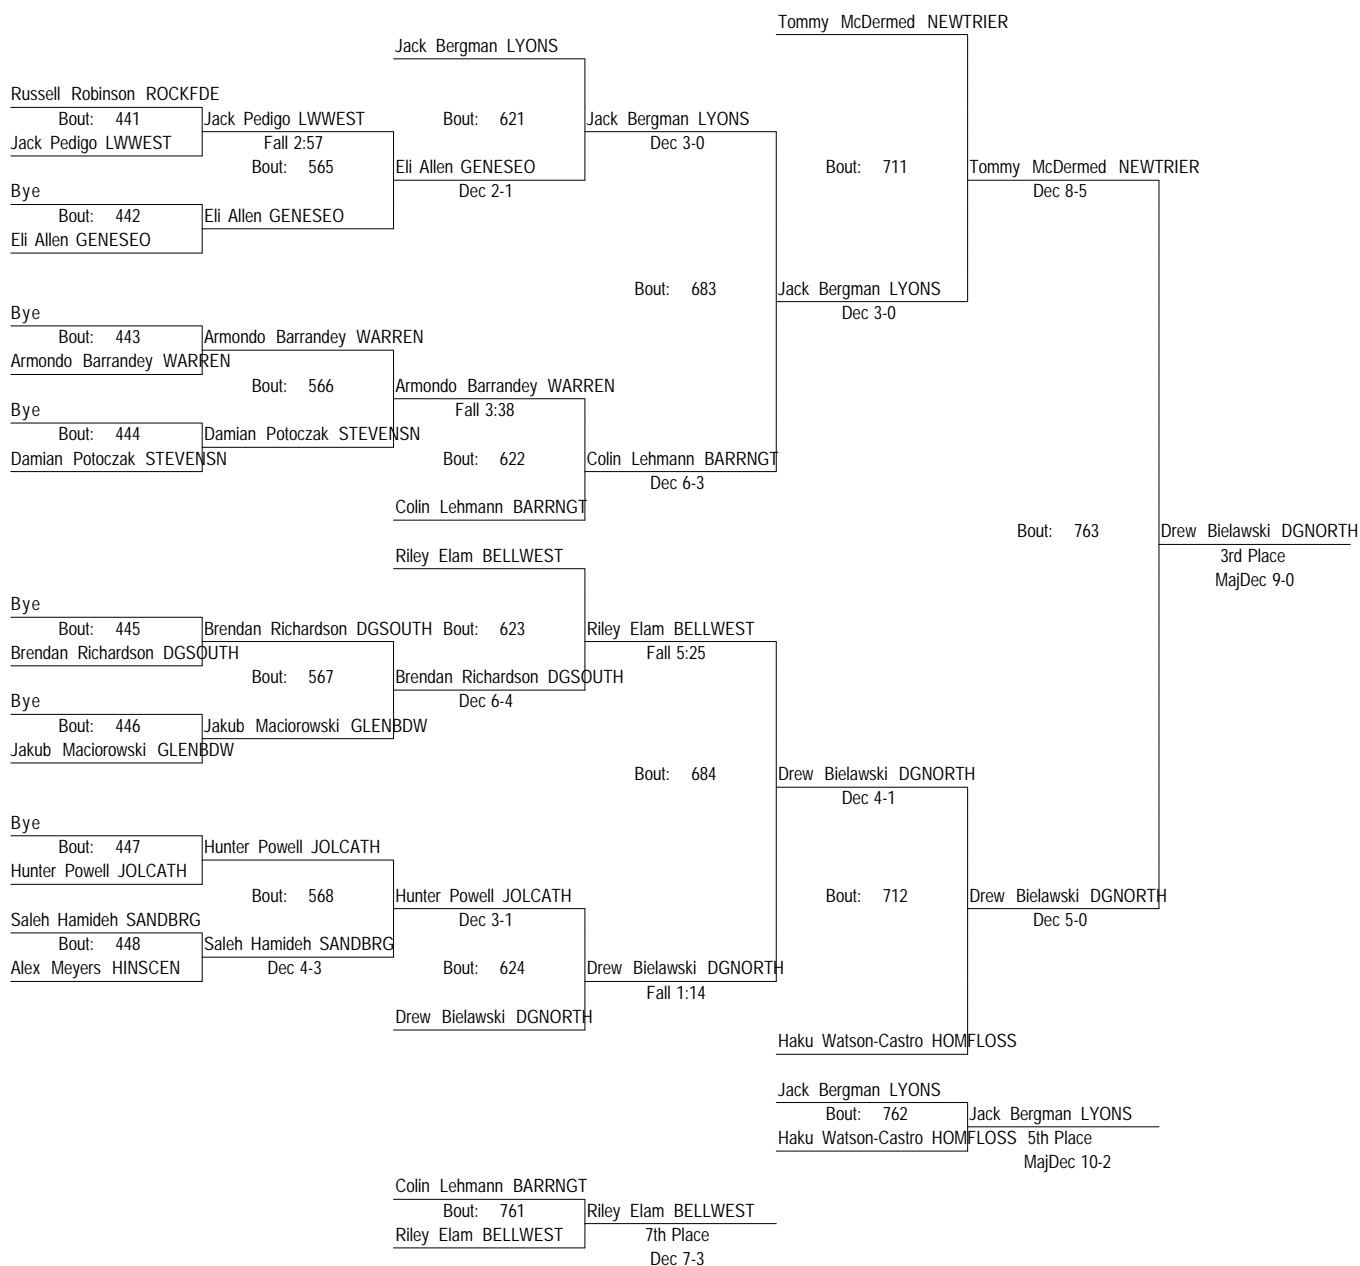 Tommy McDermed NEWTRIER
Jack Bergman LYONS
Russell Robinson ROCKFDE
Bout: 441
Jack Pedigo LWWEST
Bout: 621
Jack Bergman LYONS
Jack Pedigo LWWEST
Fall 2:57
Dec 3-0
Bout: 565
Eli Allen GENESEO
Bout: 711
Tommy McDermed NEWTRIER
Bye
Dec 2-1
Dec 8-5
Bout: 442
Eli Allen GENESEO
Eli Allen GENESEO
Bout: 683
Jack Bergman LYONS
Bye
Dec 3-0
Bout: 443
Armondo Barrandey WARREN
Armondo Barrandey WARREN
Bout: 566
Armondo Barrandey WARREN
Bye
Fall 3:38
Bout: 444
Damian Potoczak STEVENSN
Damian Potoczak STEVENSN
Bout: 622
Colin Lehmann BARRNGT
Dec 6-3
Colin Lehmann BARRNGT
Bout: 763
Drew Bielawski DGNORTH
Riley Elam BELLWEST
3rd Place
MajDec 9-0
Bye
Bout: 445
Brendan Richardson DGSOUTH
Bout: 623
Riley Elam BELLWEST
Brendan Richardson DGSOUTH
Fall 5:25
Bout: 567
Brendan Richardson DGSOUTH
Bye
Dec 6-4
Bout: 446
Jakub Maciorowski GLENBDW
Jakub Maciorowski GLENBDW
Bout: 684
Drew Bielawski DGNORTH
Dec 4-1
Bye
Bout: 447
Hunter Powell JOLCATH
Hunter Powell JOLCATH
Bout: 568
Hunter Powell JOLCATH
Bout: 712
Drew Bielawski DGNORTH
Saleh Hamideh SANDBRG
Dec 3-1
Dec 5-0
Bout: 448
Saleh Hamideh SANDBRG
Alex Meyers HINSCEN
Dec 4-3
Bout: 624
Drew Bielawski DGNORTH
Fall 1:14
Drew Bielawski DGNORTH
Haku Watson-Castro HOMFLOSS
Jack Bergman LYONS
Bout: 762
Jack Bergman LYONS
Haku Watson-Castro HOMFLOSS
5th Place
MajDec 10-2
Colin Lehmann BARRNGT
Bout: 761
Riley Elam BELLWEST
Riley Elam BELLWEST
7th Place
Dec 7-3